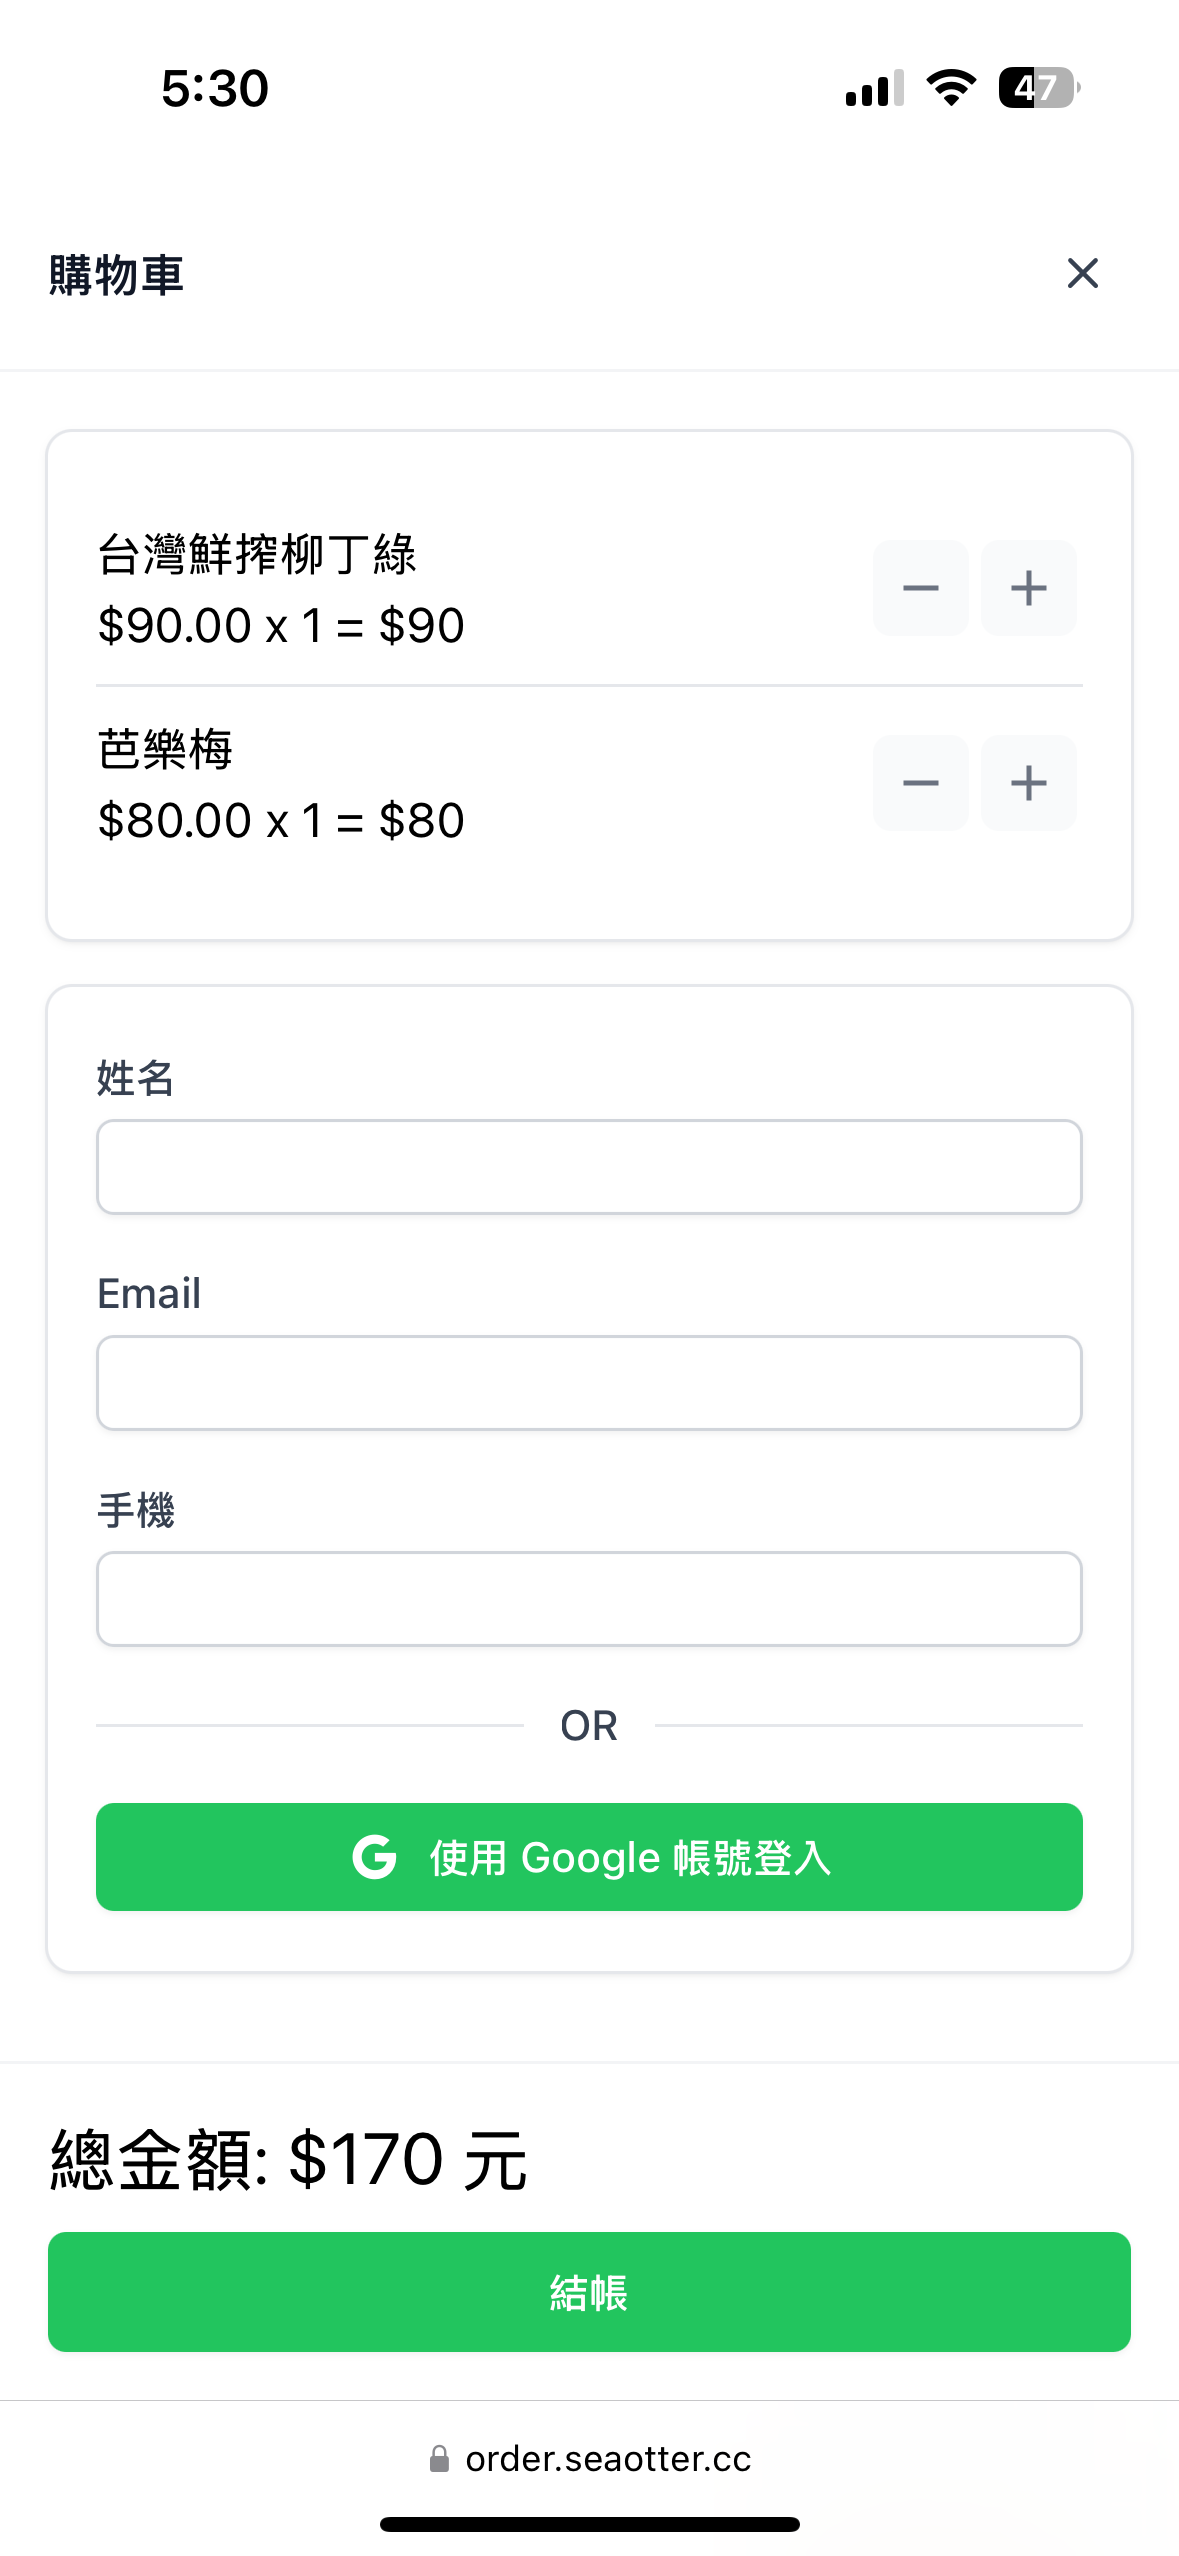 5:30
47
購物車
台灣鮮搾柳丁綠
$90.00 x 1 = $90
芭樂梅
$80.00 x 1 = $80
姓名
Email
手機
OR
使用 Google 帳號登入
總金額: $170 元
結帳
order.seaotter.cc